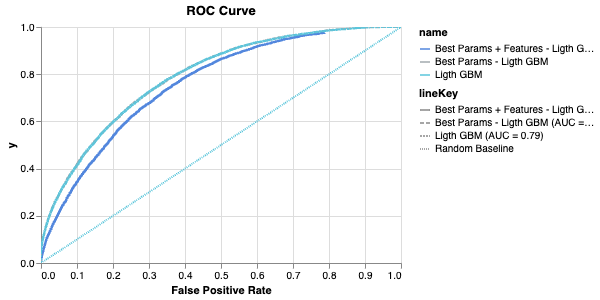 ROC Curve
1.0
0.8
0.6
0.4
0.2
0.0
y
0.0 0.1 0.2 0.3 0.4 0.5 0.6 0.7 0.8 0.9 1.0
False Positive Rate
name
Best Params + Features - Ligth G...
Best Params - Ligth GBM
Ligth GBM
lineKey
Best Params + Features - Ligth G...
Best Params - Ligth GBM (AUC =...
Ligth GBM (AUC = 0.79)
Random Baseline